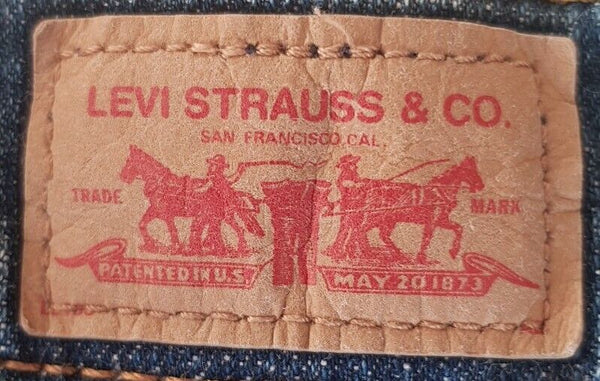 LEVI STRAUSS & CO.
SAN FRANCISCO,CAL.
TRADE MARK
PATENTED IN U.S. MAY 20 1873